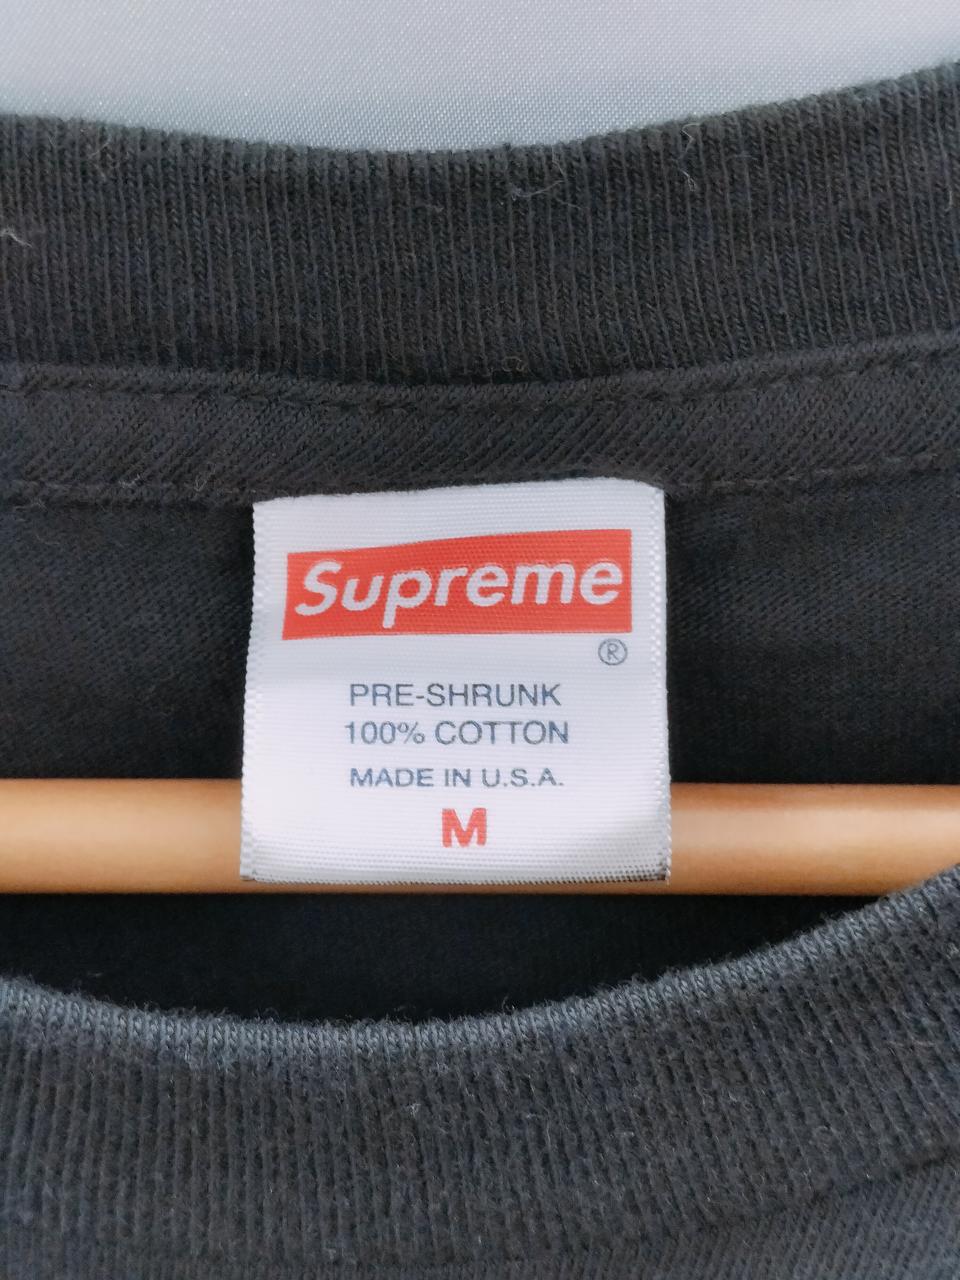 Supreme
®
PRE-SHRUNK
100% COTTON
MADE IN U.S.A.
M